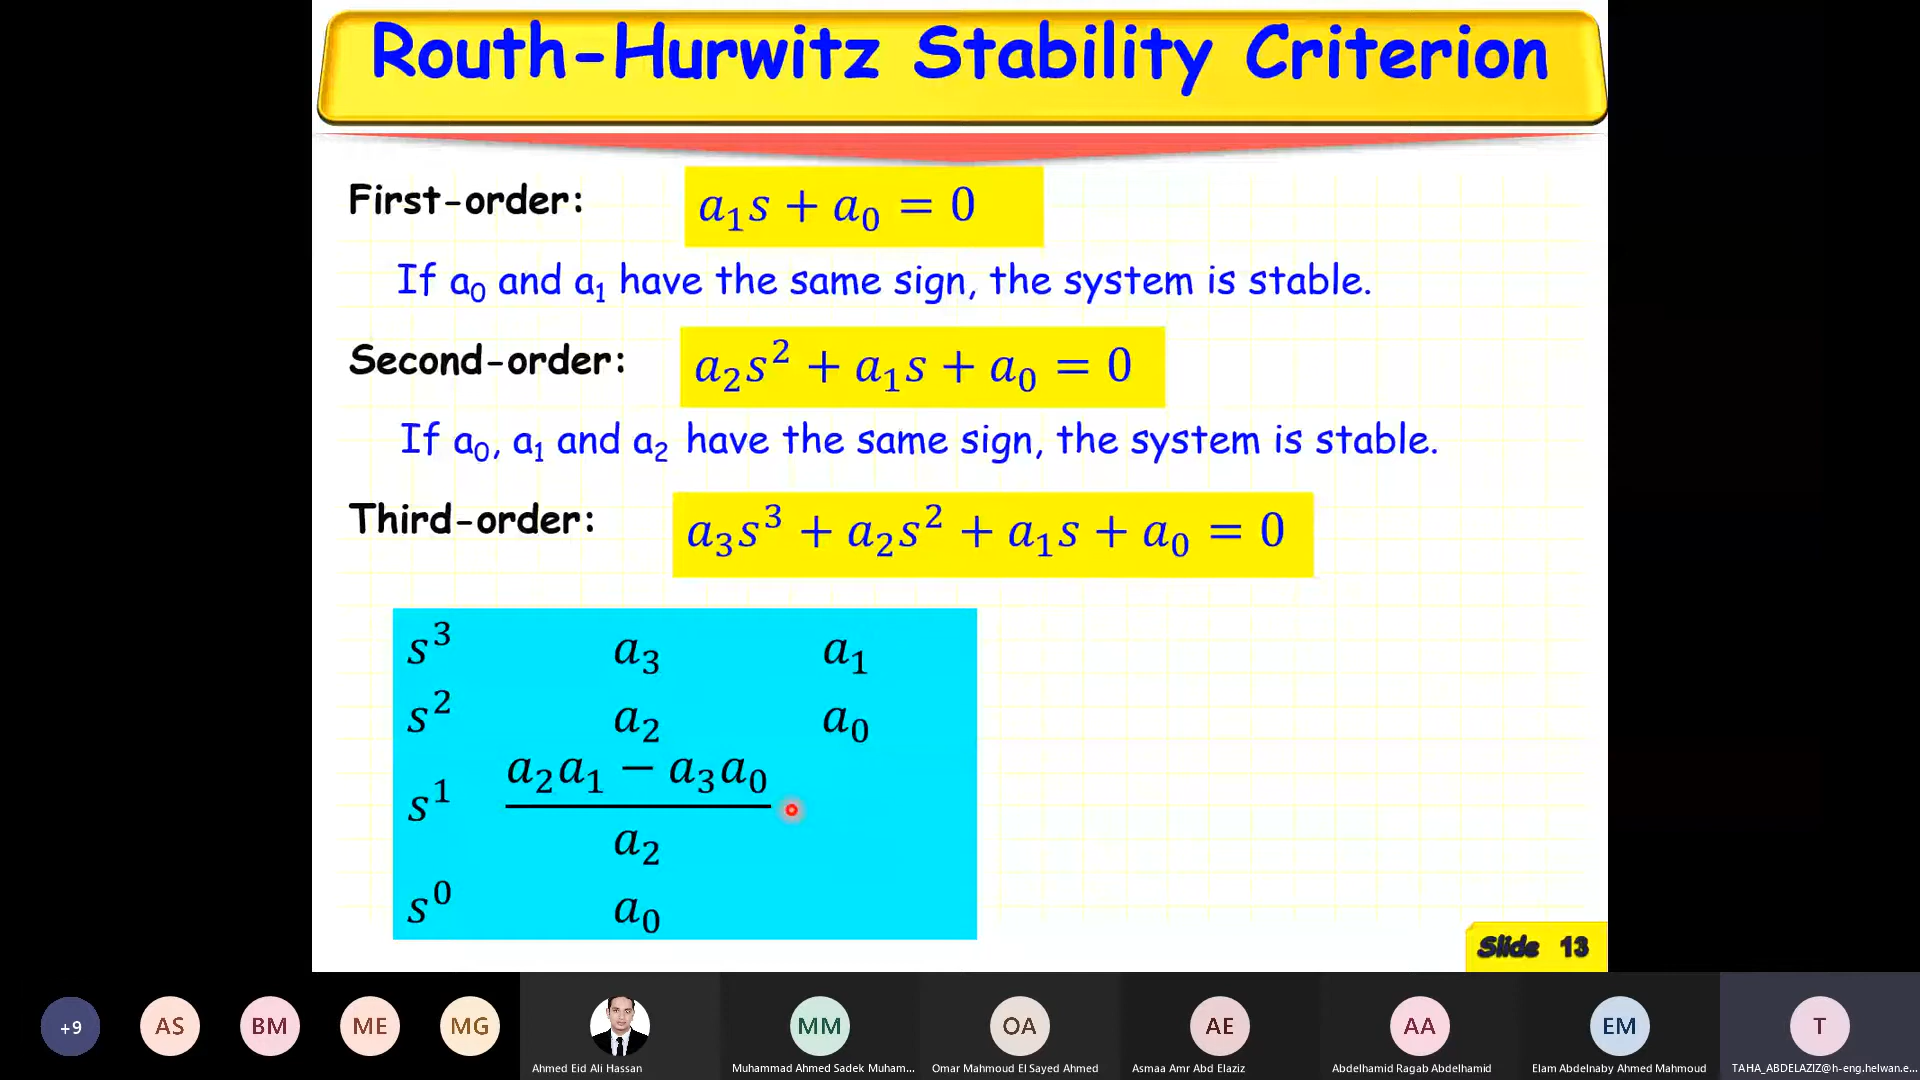 Routh-Hurwitz Stability Criterion
First-order: a₁s + a₀ = 0
If a₀ and a₁ have the same sign, the system is stable.
Second-order: a₂s² + a₁s + a₀ = 0
If a₀, a₁ and a₂ have the same sign, the system is stable.
Third-order: a₃s³ + a₂s² + a₁s + a₀ = 0
s³ a₃ a₁
s² a₂ a₀
a₂a₁ − a₃a₀
s¹
a₂
s⁰ a₀
Slide 13
+9 AS BM ME MG MM OA AE AA EM T
Ahmed Eid Ali Hassan Muhammad Ahmed Sadek Muham... Omar Mahmoud El Sayed Ahmed Asmaa Amr Abd Elaziz Abdelhamid Ragab Abdelhamid Elam Abdelnaby Ahmed Mahmoud TAHA_ABDELAZIZ@h-eng.helwan.e...